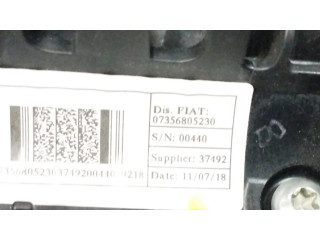 Dis. FIAT:
07356805230
S/N: 00440
Supplier: 37492
Date: 11/07/18